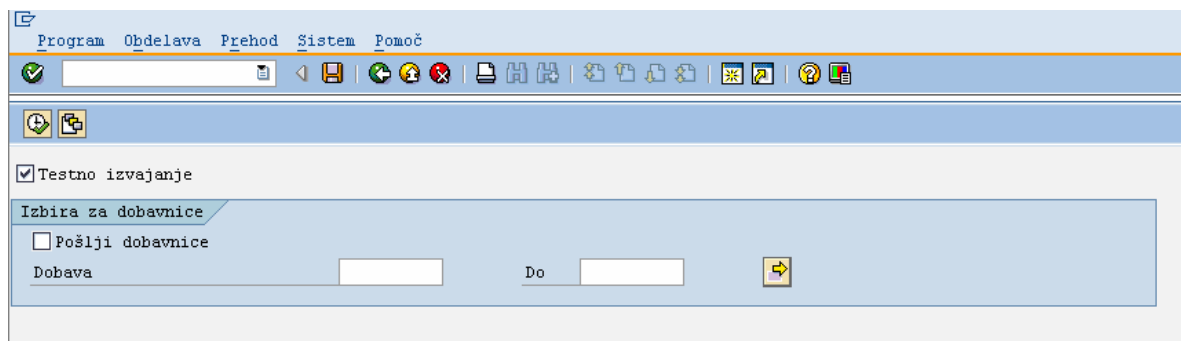 Program Obdelava Prehod Sistem Pomoč
Testno izvajanje
Izbira za dobavnice
Pošlji dobavnice
Dobava Do